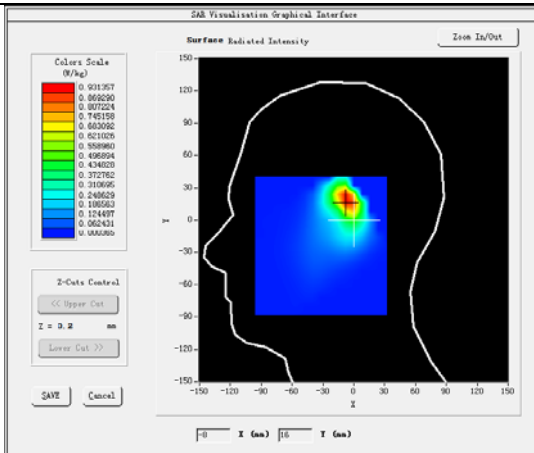 SAR Visualisation Graphical Interface
Surface Radiated Intensity
Zoom In/Out
Colors Scale
(W/kg)
0.931357
0.869290
0.807224
0.745158
0.683092
0.621026
0.558960
0.496894
0.434828
0.372762
0.310695
0.248629
0.186563
0.124497
0.062431
0.000365
150
120
90
60
30
0
-30
-60
-90
-120
-150
Y
-150 -120 -90 -60 -30 0 30 60 90 120 150
X
Z-Cuts Control
<< Upper Cut
Z = 0.2 mm
Lower Cut >>
SAVE Cancel
-8 X (mm) 16 Y (mm)